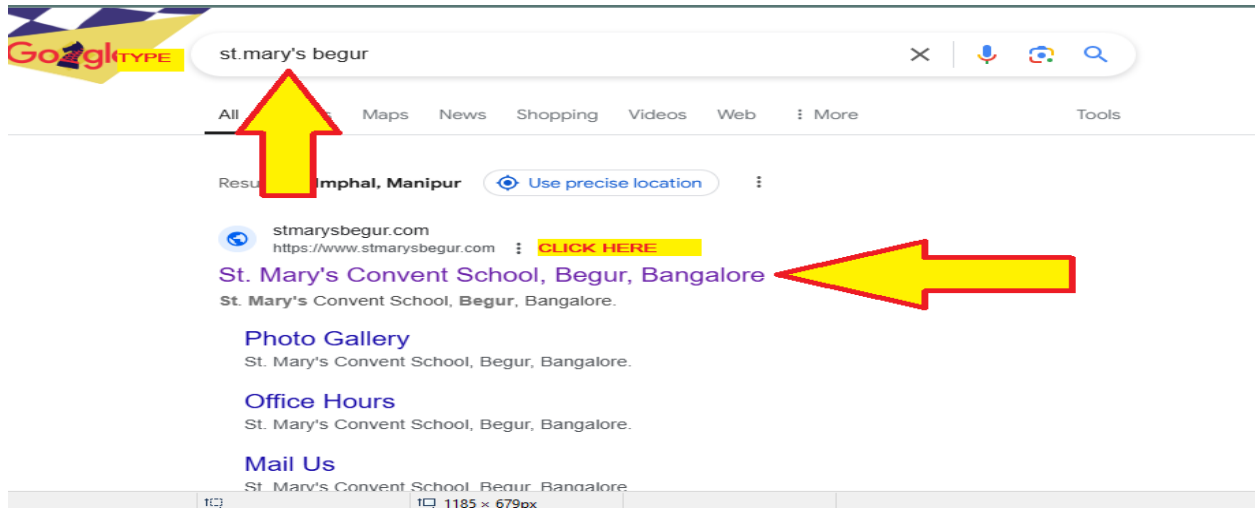 Google TYPE st.mary's begur
All Maps News Shopping Videos Web More Tools
Imphal, Manipur Use precise location
stmarysbegur.com
https://www.stmarysbegur.com CLICK HERE
St. Mary's Convent School, Begur, Bangalore
St. Mary's Convent School, Begur, Bangalore.
Photo Gallery
St. Mary's Convent School, Begur, Bangalore.
Office Hours
St. Mary's Convent School, Begur, Bangalore.
Mail Us
St. Mary's Convent School, Begur, Bangalore
1185 × 679px